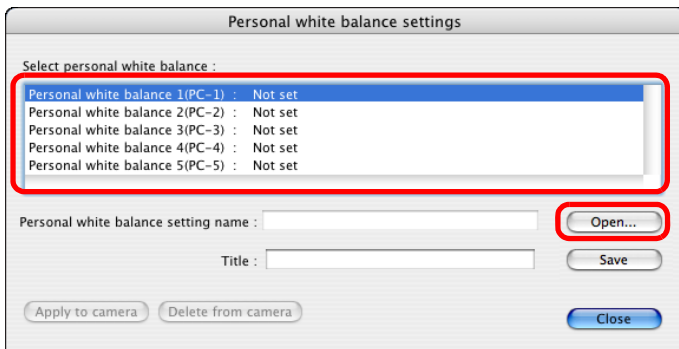 Personal white balance settings
Select personal white balance :
Personal white balance 1(PC-1) : Not set
Personal white balance 2(PC-2) : Not set
Personal white balance 3(PC-3) : Not set
Personal white balance 4(PC-4) : Not set
Personal white balance 5(PC-5) : Not set
Personal white balance setting name : Open...
Title : Save
Apply to camera Delete from camera Close